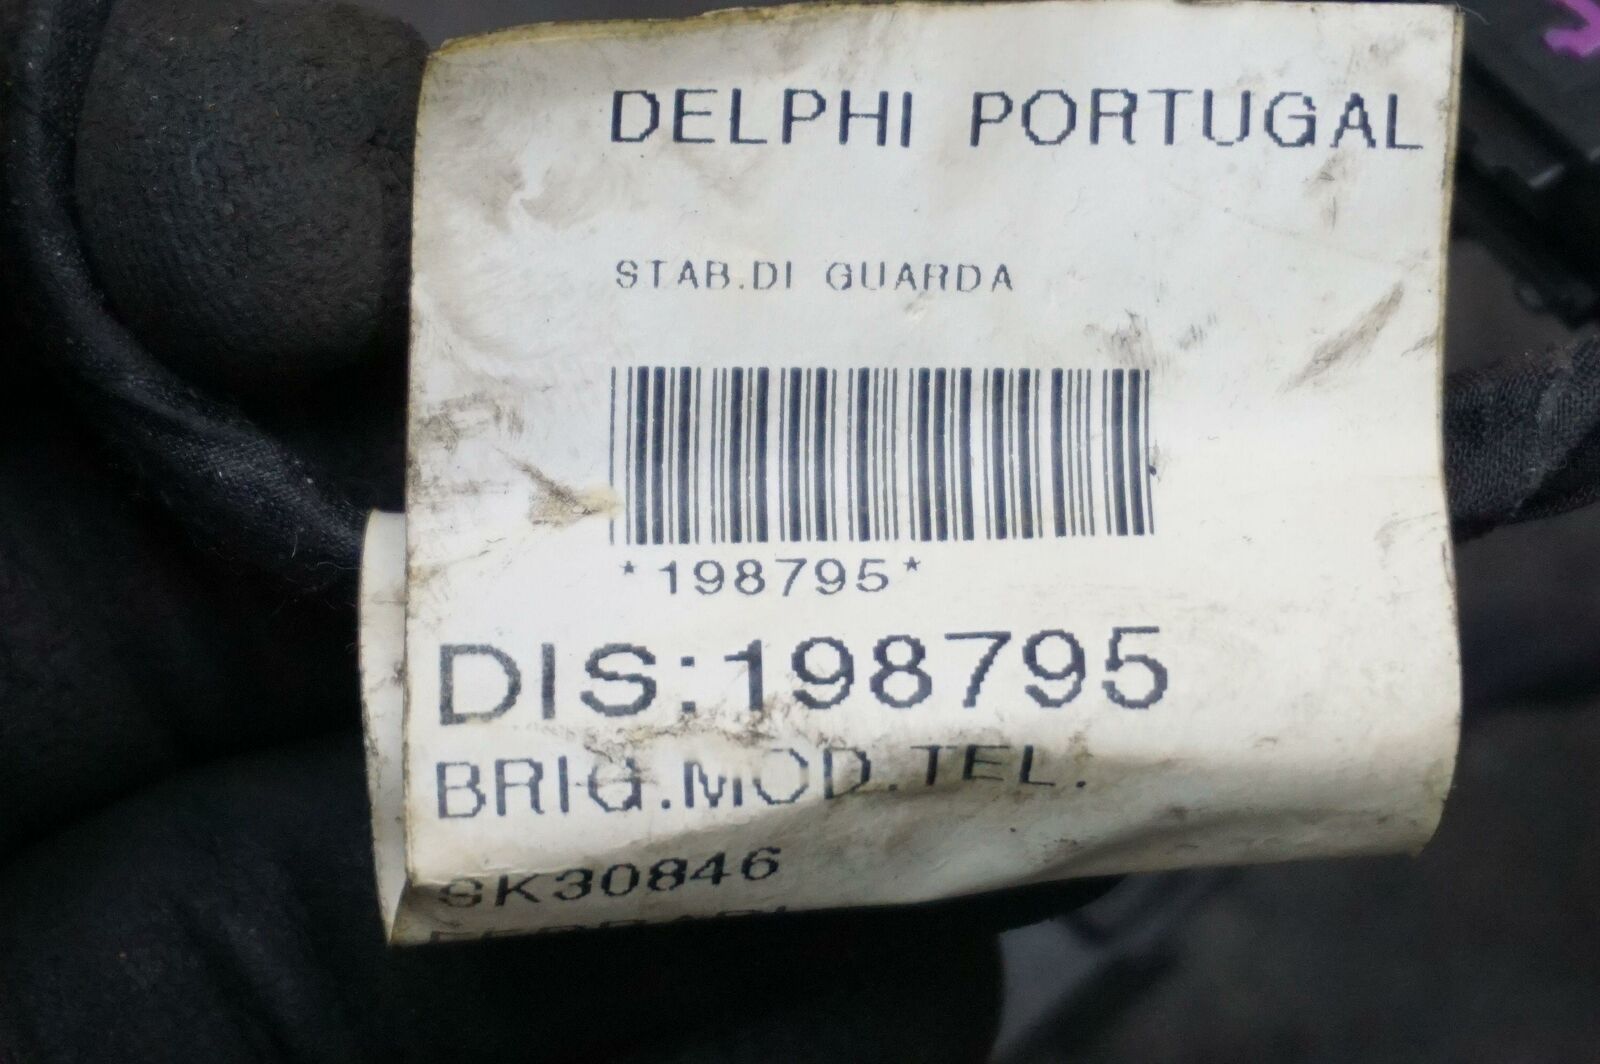 DELPHI PORTUGAL
STAB.DI GUARDA
*198795*
DIS:198795
BRIG.MOD.TEL.
SK30846